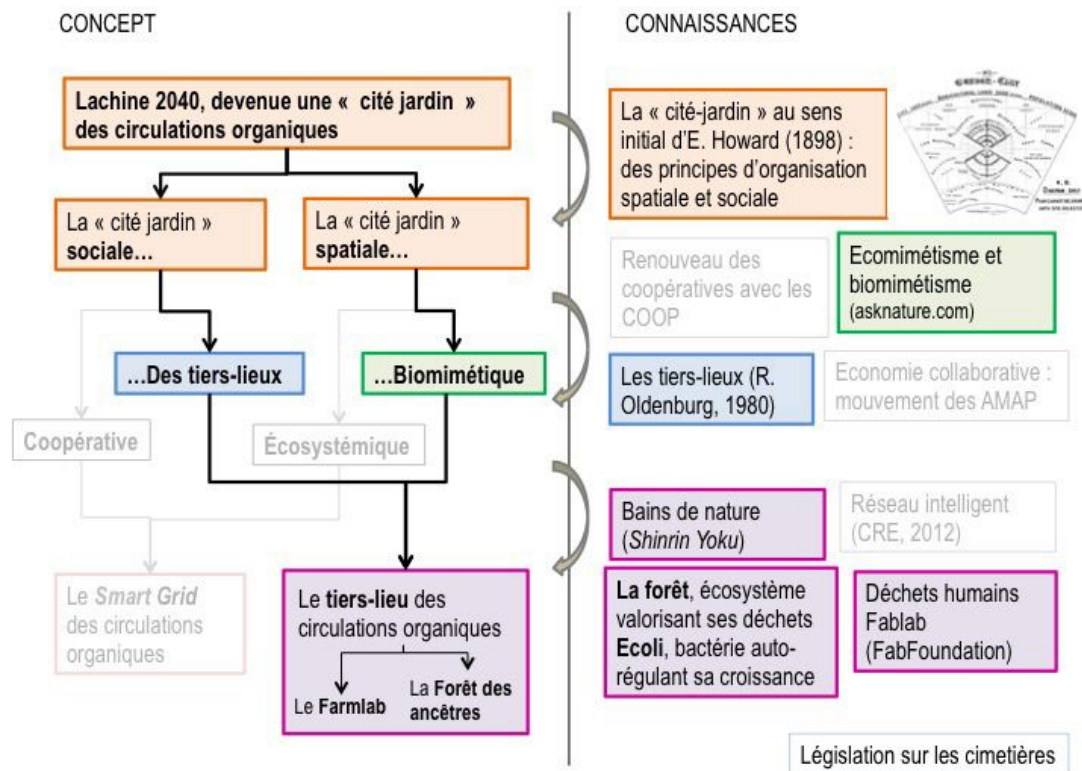 CONCEPT
Lachine 2040, devenue une « cité jardin »
des circulations organiques
La « cité jardin »
sociale…
La « cité jardin »
spatiale…
…Des tiers-lieux
…Biomimétique
Coopérative
Écosystémique
Le Smart Grid
des circulations
organiques
Le tiers-lieu des
circulations organiques
Le Farmlab
La Forêt des
ancêtres
CONNAISSANCES
La « cité-jardin » au sens
initial d'E. Howard (1898) :
des principes d'organisation
spatiale et sociale
Renouveau des
coopératives avec les
COOP
Ecomimétisme et
biomimétisme
(asknature.com)
Les tiers-lieux (R.
Oldenburg, 1980)
Economie collaborative :
mouvement des AMAP
Bains de nature
(Shinrin Yoku)
Réseau intelligent
(CRE, 2012)
La forêt, écosystème
valorisant ses déchets
Ecoli, bactérie auto-
régulant sa croissance
Déchets humains
Fablab
(FabFoundation)
Législation sur les cimetières